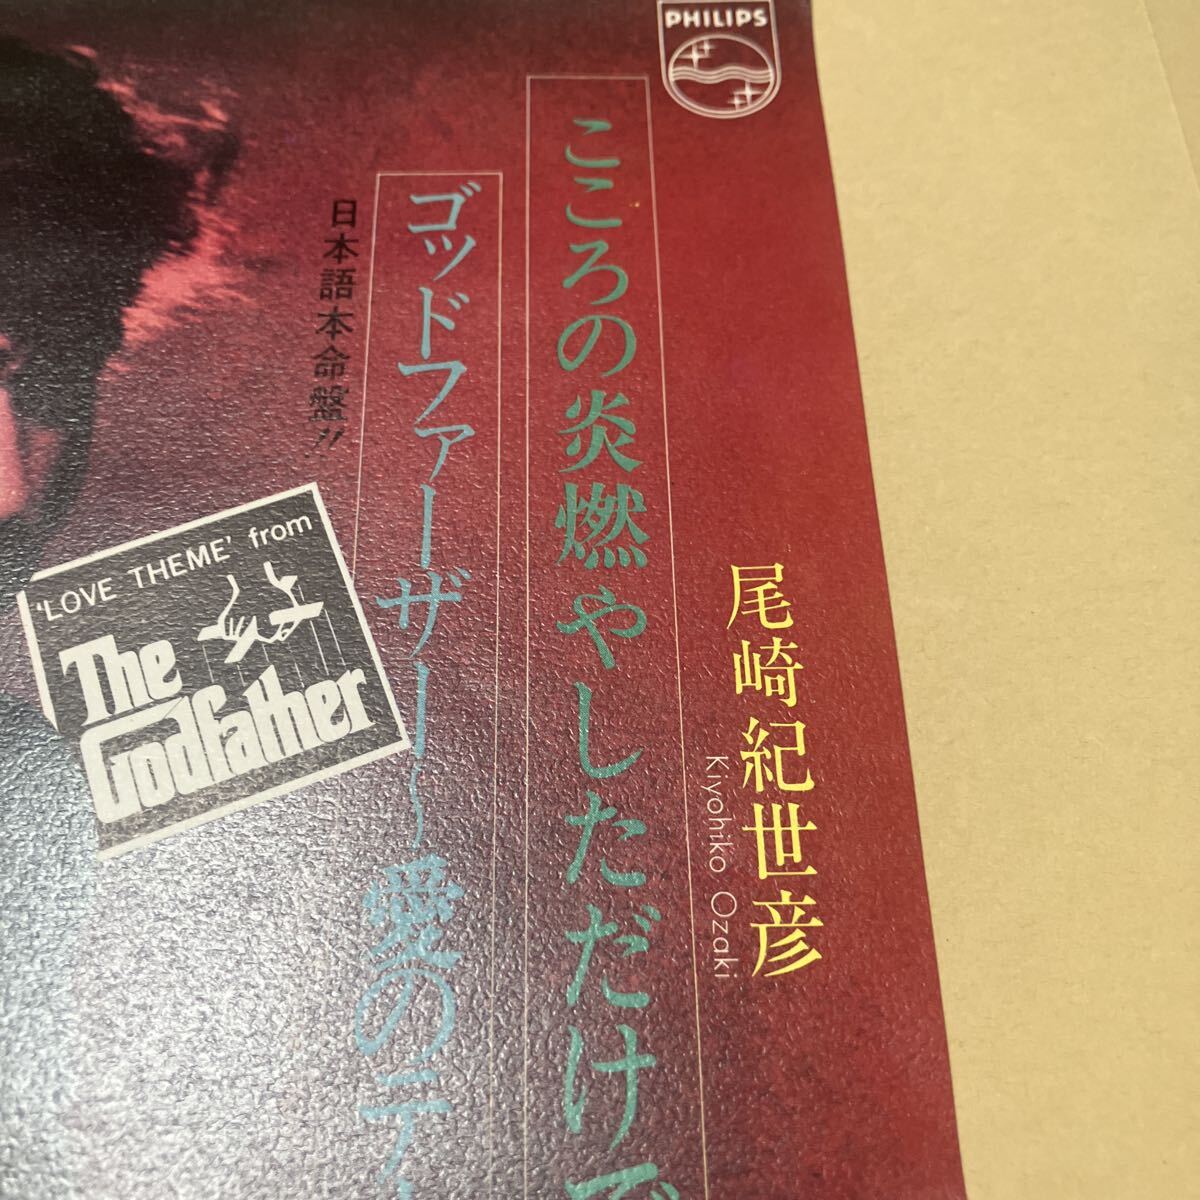 PHILIPS
尾崎紀世彦
Kiyohiko Ozaki
こころの炎燃やしただけで
ゴッドファーザー〜愛のテー
日本語本命盤!!
'LOVE THEME' from
The
Godfather